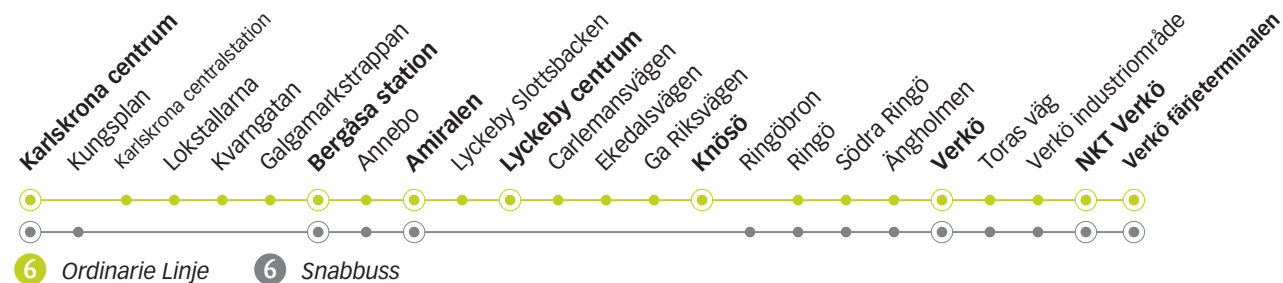 Karlskrona centrum
Kungsplan
Karlskrona centralstation
Lokstallarna
Kvarngatan
Galgamarkstrappan
Bergåsa station
Annebo
Amiralen
Lyckeby Slottsbacken
Lyckeby centrum
Carlemansvägen
Ekedalsvägen
Ga Riksvägen
Knösö
Ringöbron
Ringö
Södra Ringö
Ängholmen
Verkö
Toras väg
Verkö industriområde
NKT Verkö
Verkö färjeterminalen
6 Ordinarie Linje 6 Snabbuss